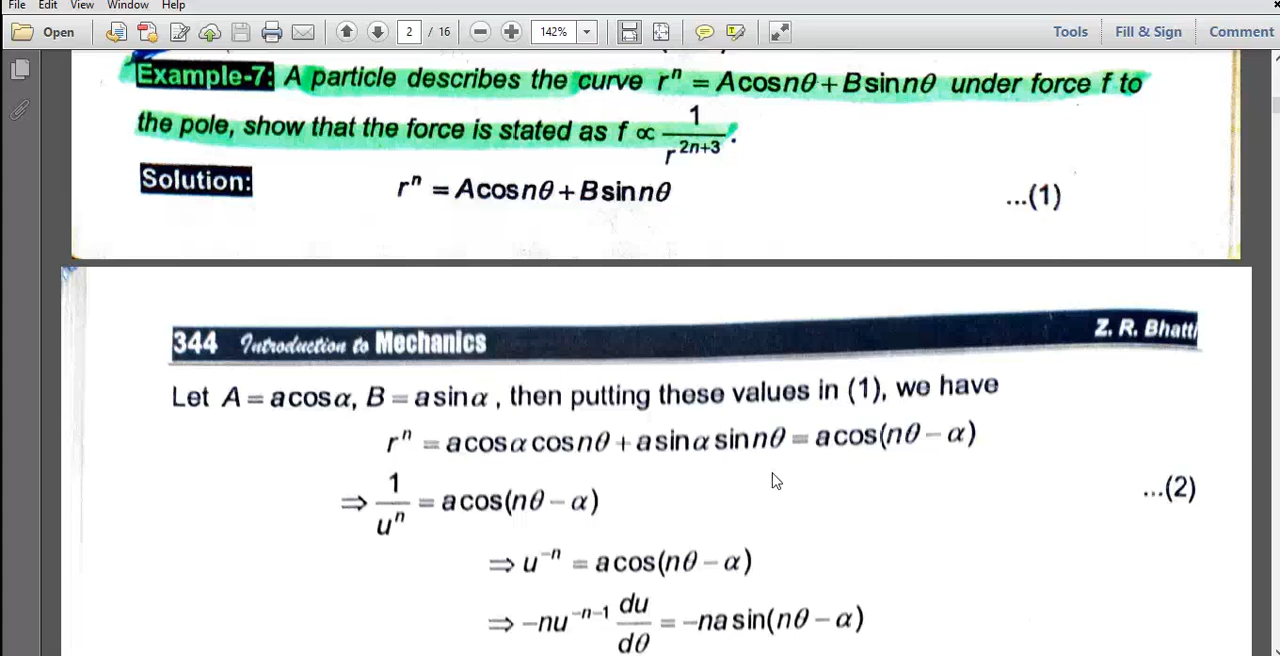 File Edit View Window Help
Open 2 / 16 142% Tools Fill & Sign Comment
Example-7: A particle describes the curve rⁿ = Acosnθ + Bsinnθ under force f to
the pole, show that the force is stated as f ∝ 1/r²ⁿ⁺³.
Solution: rⁿ = Acosnθ + Bsinnθ ...(1)
344 Introduction to Mechanics Z. R. Bhatti
Let A = acosα, B = asinα, then putting these values in (1), we have
rⁿ = acosαcosnθ + asinαsinnθ = acos(nθ − α)
⇒ 1/uⁿ = acos(nθ − α) ...(2)
⇒ u⁻ⁿ = acos(nθ − α)
⇒ −nu⁻ⁿ⁻¹ du/dθ = −nasin(nθ − α)